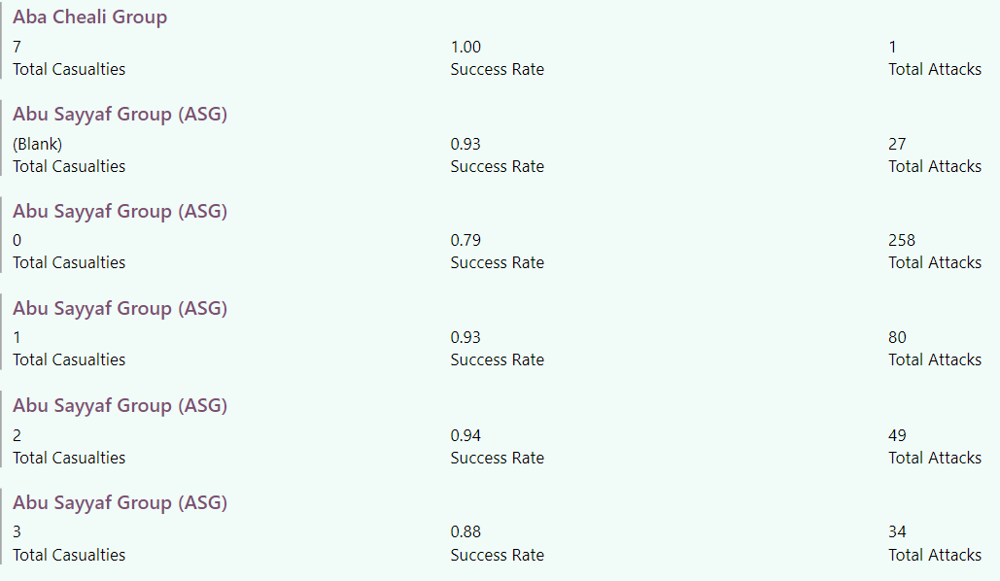 Aba Cheali Group
7 1.00 1
Total Casualties Success Rate Total Attacks
Abu Sayyaf Group (ASG)
(Blank) 0.93 27
Total Casualties Success Rate Total Attacks
Abu Sayyaf Group (ASG)
0 0.79 258
Total Casualties Success Rate Total Attacks
Abu Sayyaf Group (ASG)
1 0.93 80
Total Casualties Success Rate Total Attacks
Abu Sayyaf Group (ASG)
2 0.94 49
Total Casualties Success Rate Total Attacks
Abu Sayyaf Group (ASG)
3 0.88 34
Total Casualties Success Rate Total Attacks